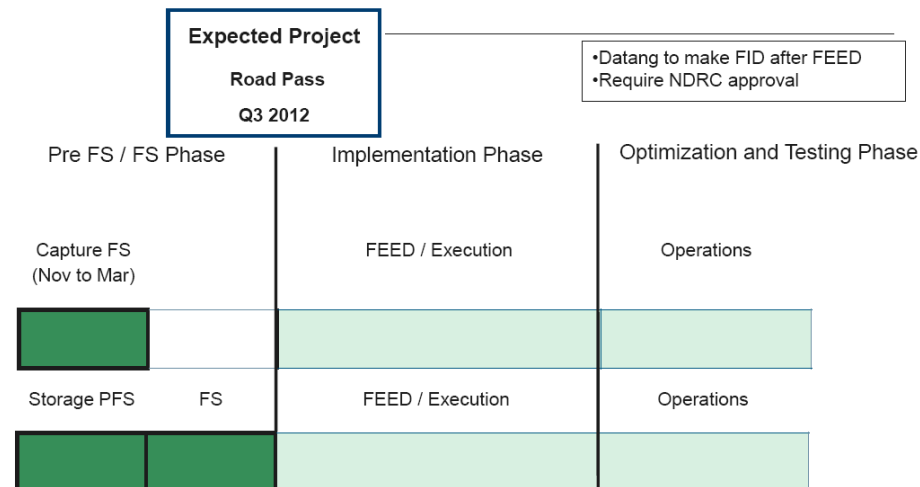 Expected Project
Road Pass
Q3 2012
•Datang to make FID after FEED
•Require NDRC approval
Pre FS / FS Phase
Implementation Phase
Optimization and Testing Phase
Capture FS
(Nov to Mar)
FEED / Execution
Operations
Storage PFS
FS
FEED / Execution
Operations